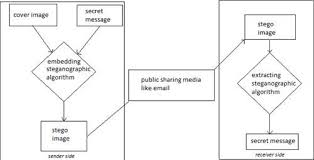 cover image
secret
message
embedding
steganographic
algorithm
stego
image
sender side
public sharing media
like email
stego
image
extracting
steganographic
algorithm
secret message
receiver side